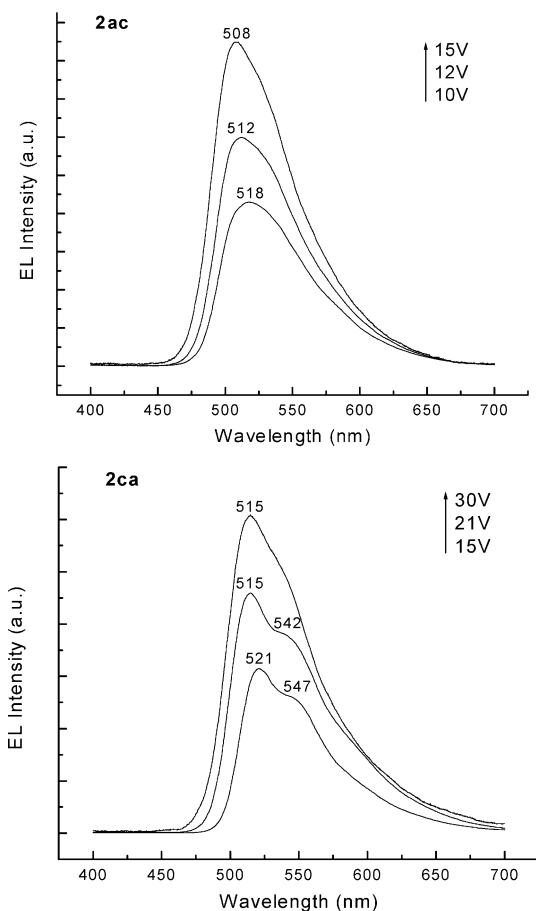 2ac
508
15V
12V
10V
512
518
EL Intensity (a.u.)
400 450 500 550 600 650 700
Wavelength (nm)
2ca
515
30V
21V
15V
515
542
521
547
EL Intensity (a.u.)
400 450 500 550 600 650 700
Wavelength (nm)